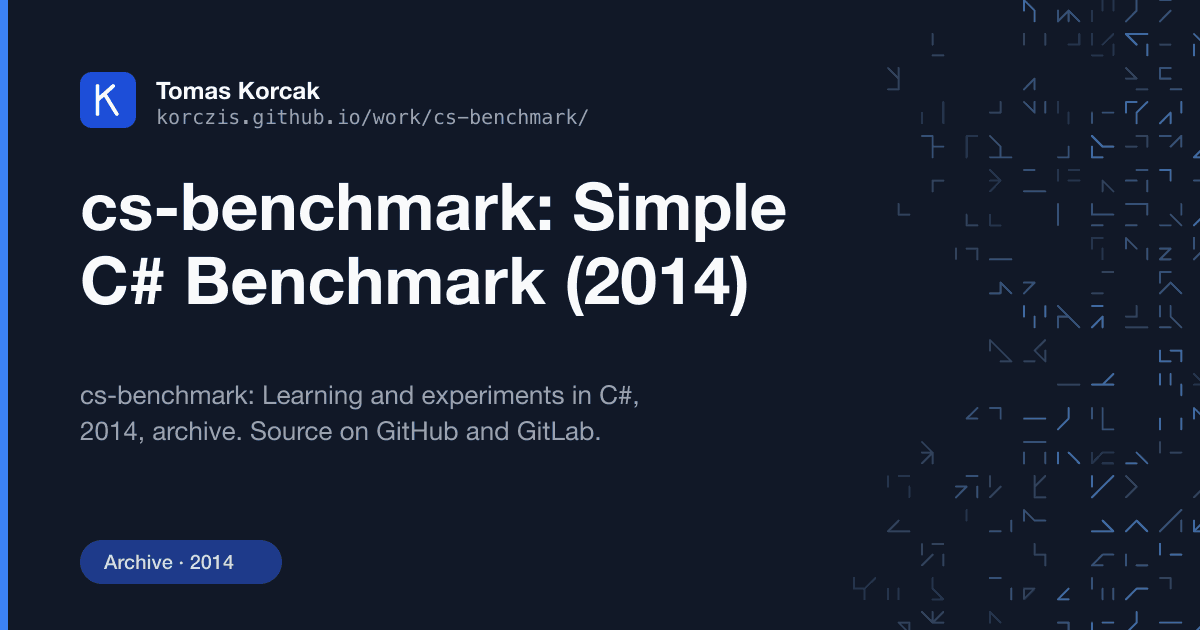 K
Tomas Korcak
korczis.github.io/work/cs-benchmark/
cs-benchmark: Simple
C# Benchmark (2014)
cs-benchmark: Learning and experiments in C#,
2014, archive. Source on GitHub and GitLab.
Archive · 2014